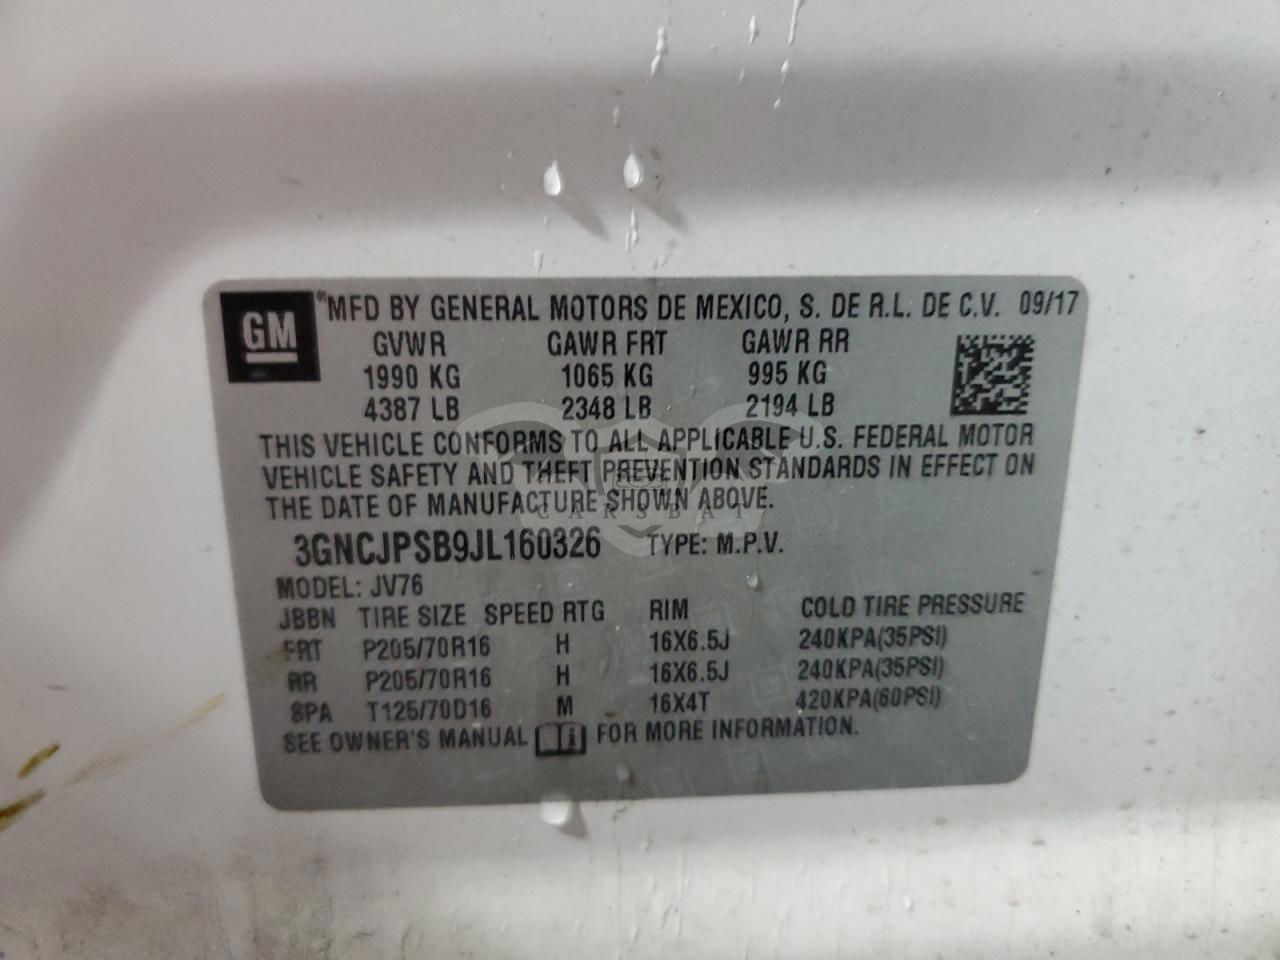 GM
*MFD BY GENERAL MOTORS DE MEXICO, S. DE R.L. DE C.V. 09/17
GVWR GAWR FRT GAWR RR
1990 KG 1065 KG 995 KG
4387 LB 2348 LB 2194 LB
THIS VEHICLE CONFORMS TO ALL APPLICABLE U.S. FEDERAL MOTOR
VEHICLE SAFETY AND THEFT PREVENTION STANDARDS IN EFFECT ON
THE DATE OF MANUFACTURE SHOWN ABOVE.
CARSBAT
3GNCJPSB9JL160326 TYPE: M.P.V.
MODEL: JV76
JBBN TIRE SIZE SPEED RTG RIM COLD TIRE PRESSURE
FRT P205/70R16 H 16X6.5J 240KPA(35PSI)
RR P205/70R16 H 16X6.5J 240KPA(35PSI)
SPA T125/70D16 M 16X4T 420KPA(60PSI)
SEE OWNER'S MANUAL FOR MORE INFORMATION.